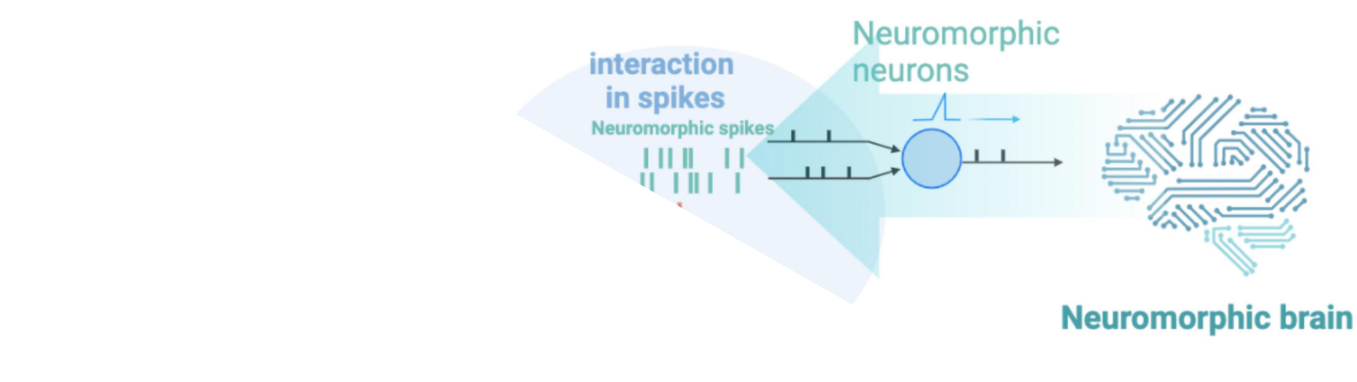 Neuromorphic
neurons
interaction
in spikes
Neuromorphic spikes
Neuromorphic brain